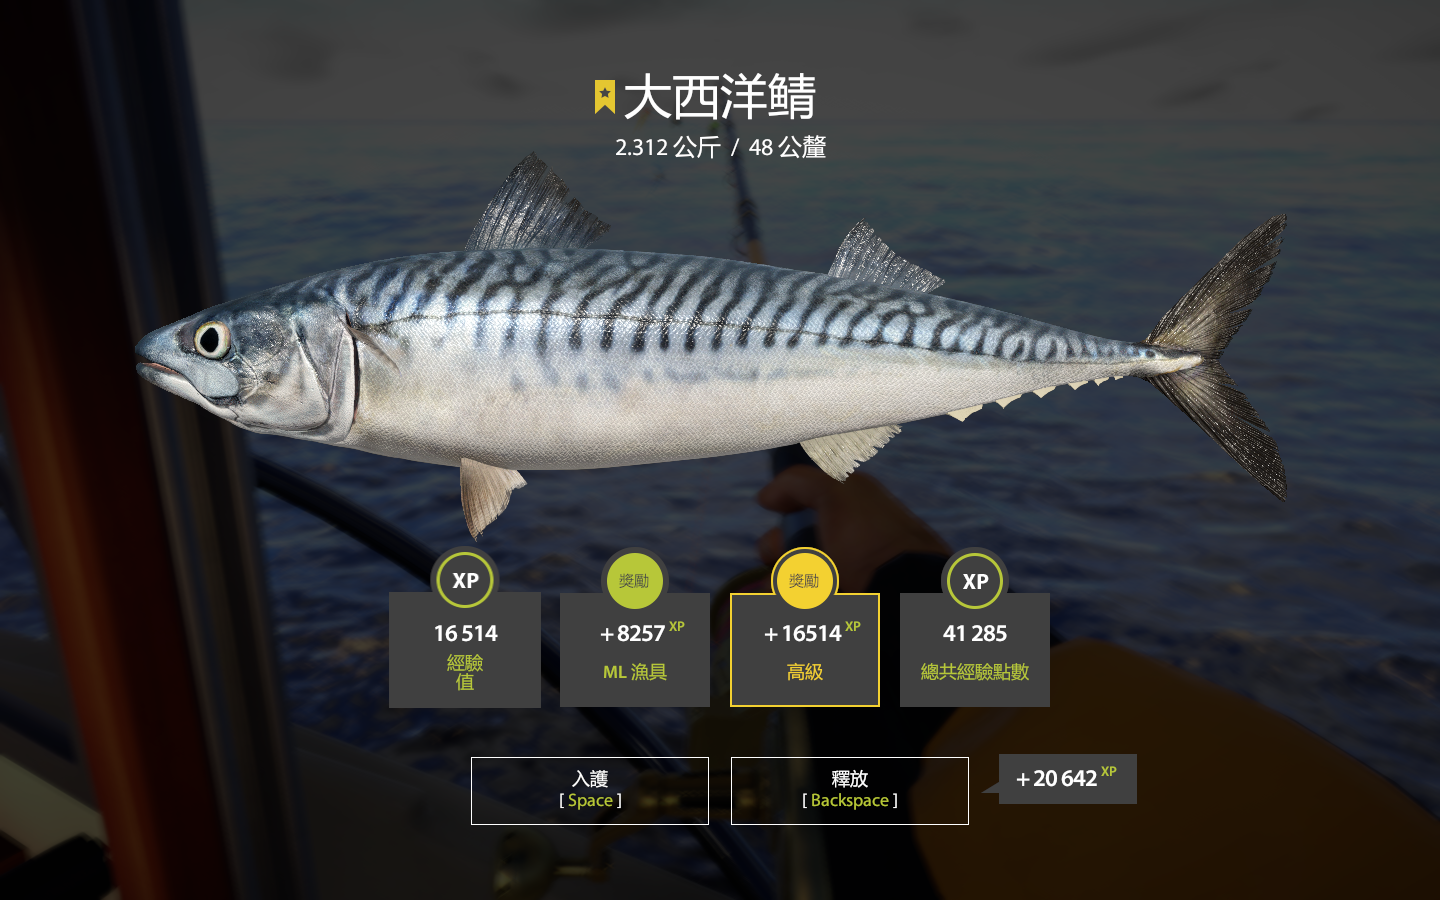 大西洋鯖
2.312 公斤 / 48 公釐
XP
獎勵
獎勵
XP
16 514
+ 8257 XP
+ 16514 XP
41 285
經驗
值
ML 漁具
高級
總共經驗點數
入護
[ Space ]
釋放
[ Backspace ]
+ 20 642 XP